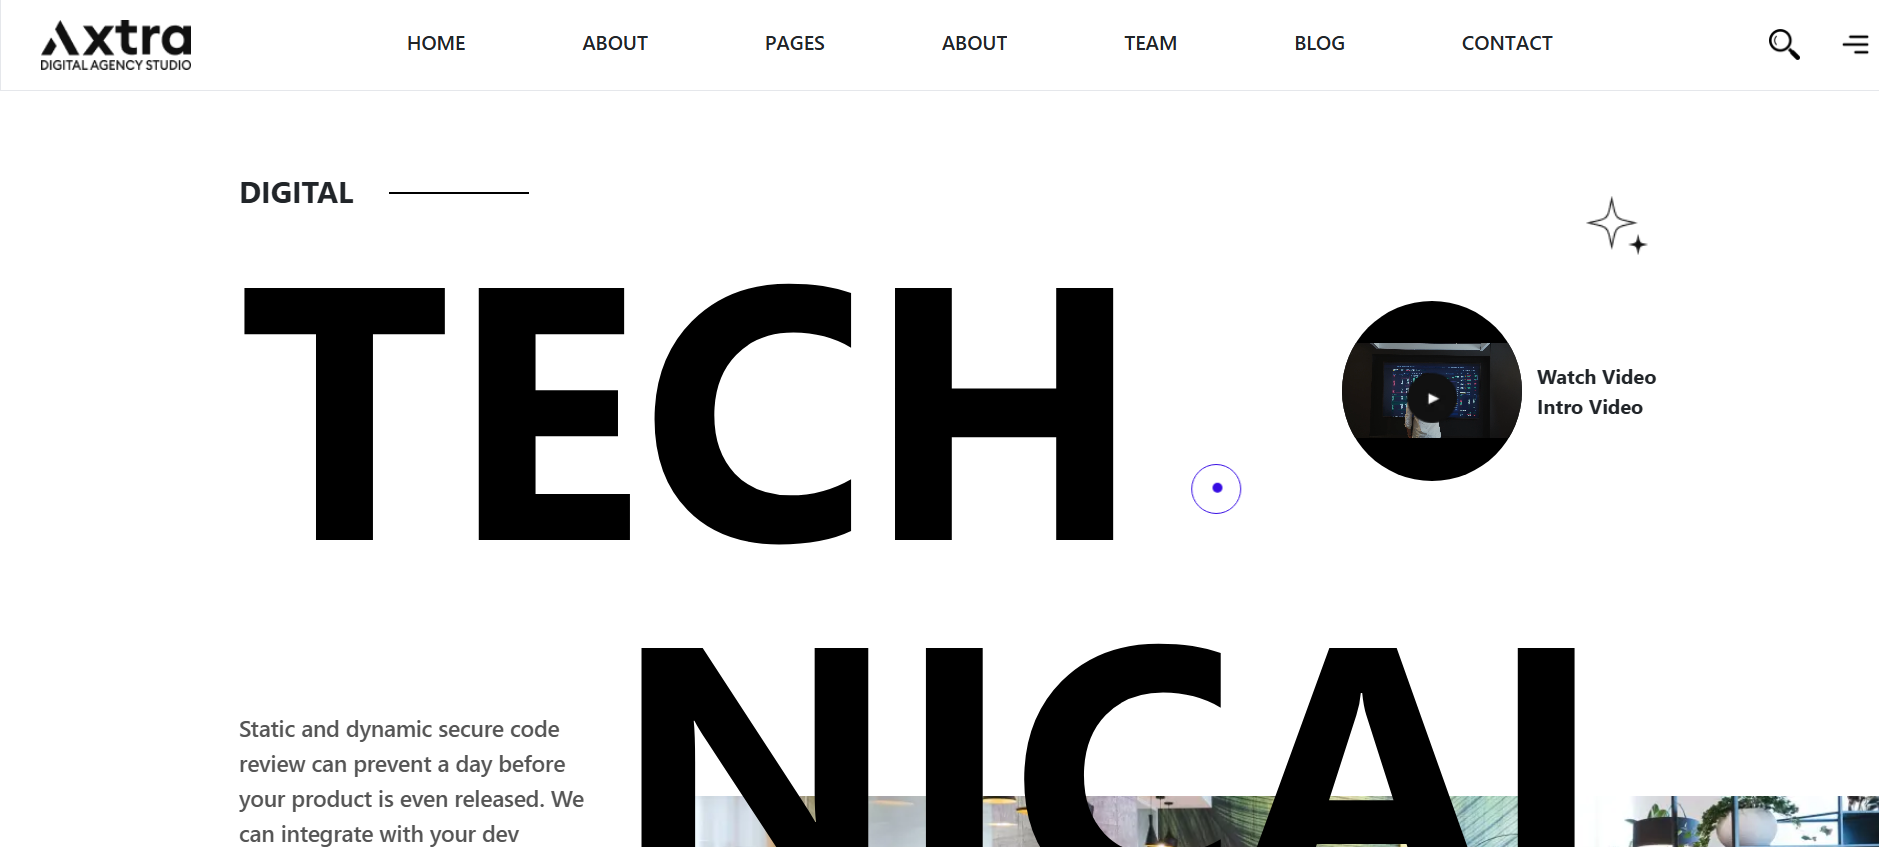 Axtra
DIGITAL AGENCY STUDIO
HOME ABOUT PAGES ABOUT TEAM BLOG CONTACT
DIGITAL
TECH
Watch Video
Intro Video
NICAL
Static and dynamic secure code
review can prevent a day before
your product is even released. We
can integrate with your dev